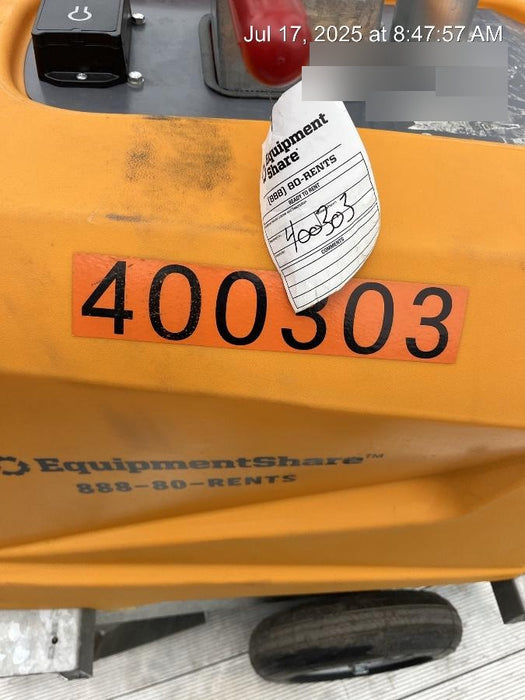 Jul 17, 2025 at 8:47:57 AM
Equipment
Share
(888) 80-RENTS
READY TO RENT
400303
COMMENTS
400303
EquipmentShare™
888-80-RENTS